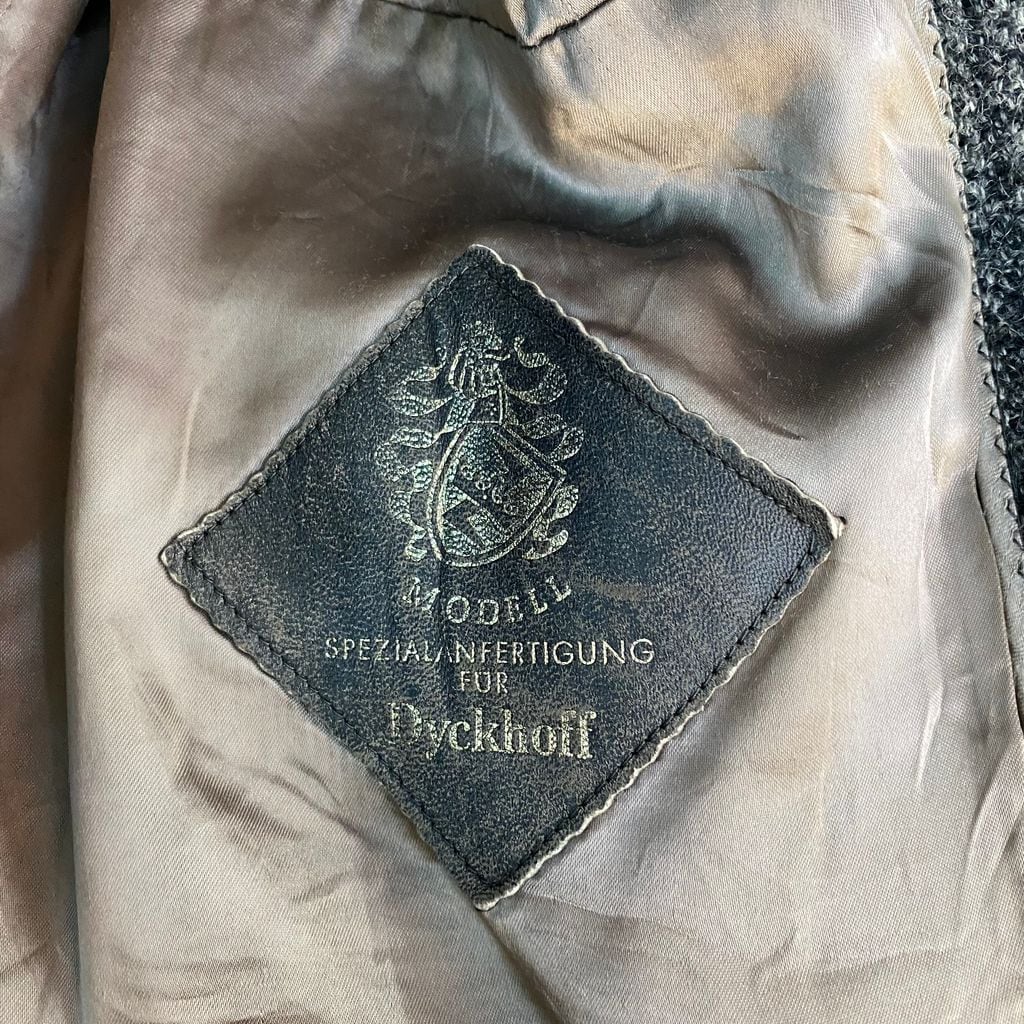 MODELL
SPEZIALANFERTIGUNG
FÜR
Dyckhoff